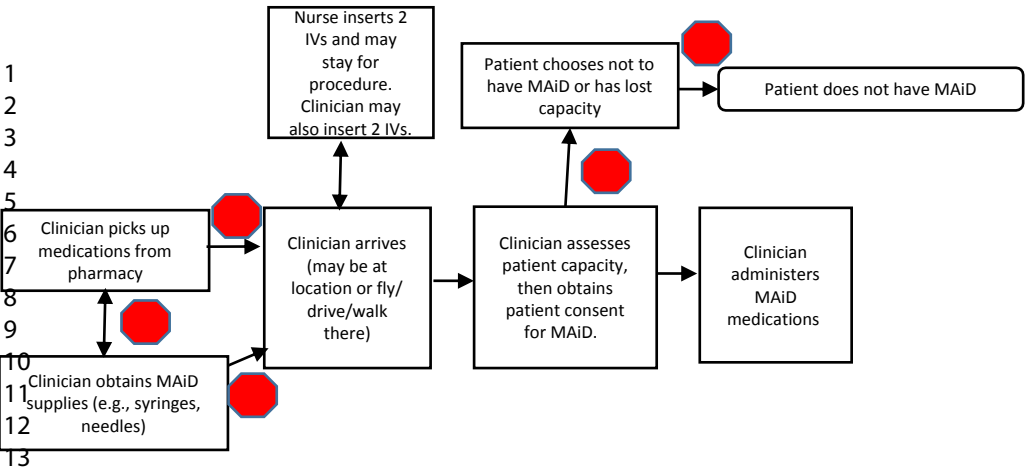 1
2
3
4
5
6
7
8
9
10
11
12
13
Nurse inserts 2
IVs and may
stay for
procedure.
Clinician may
also insert 2 IVs.
Patient chooses not to
have MAiD or has lost
capacity
Patient does not have MAiD
Clinician picks up
medications from
pharmacy
Clinician arrives
(may be at
location or fly/
drive/walk
there)
Clinician assesses
patient capacity,
then obtains
patient consent
for MAiD.
Clinician
administers
MAiD
medications
Clinician obtains MAiD
supplies (e.g., syringes,
needles)